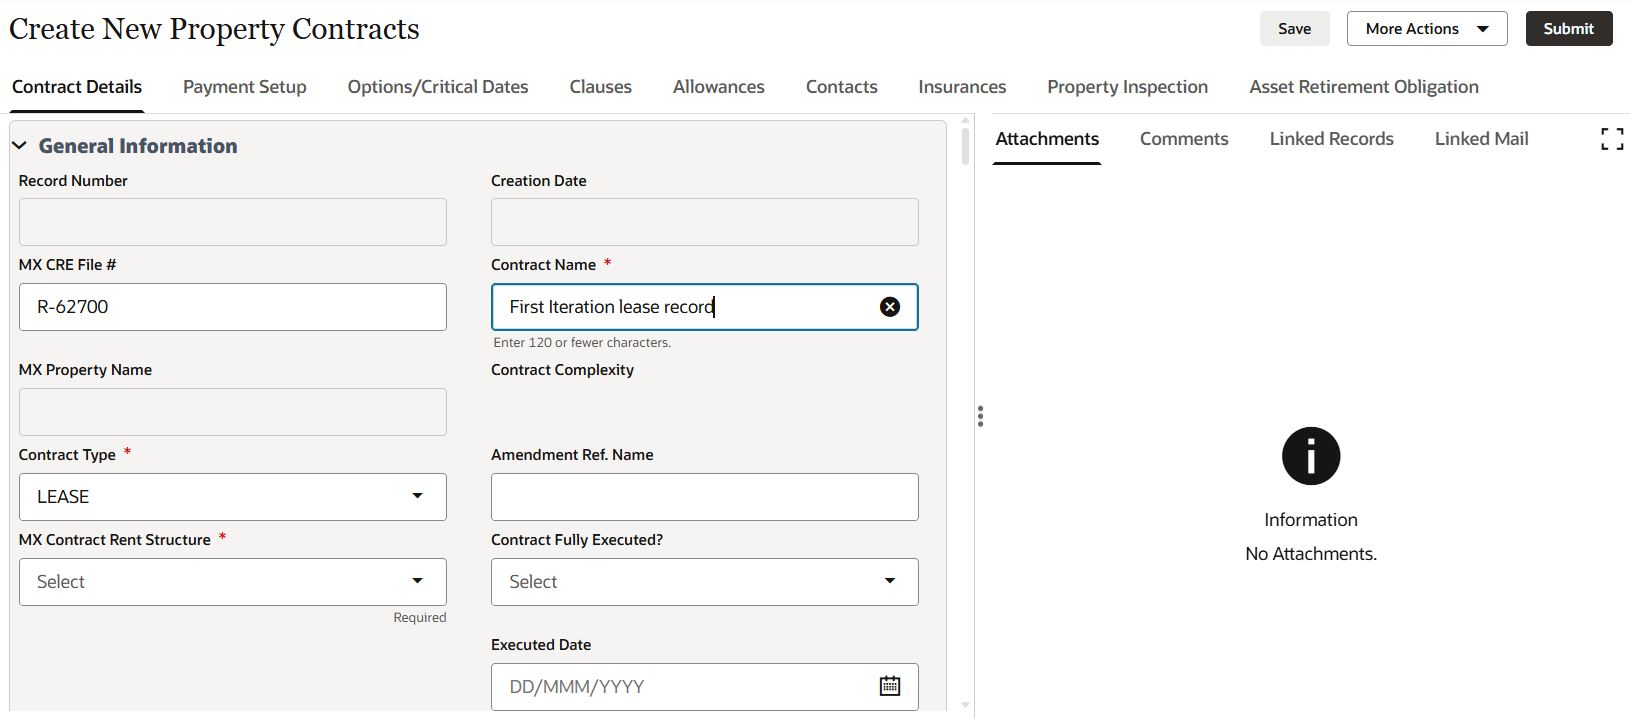 Create New Property Contracts
Save
More Actions
Submit
Contract Details
Payment Setup
Options/Critical Dates
Clauses
Allowances
Contacts
Insurances
Property Inspection
Asset Retirement Obligation
General Information
Record Number
Creation Date
MX CRE File #
R-62700
Contract Name *
First Iteration lease record
Enter 120 or fewer characters.
MX Property Name
Contract Complexity
Contract Type *
LEASE
Amendment Ref. Name
MX Contract Rent Structure *
Select
Required
Contract Fully Executed?
Select
Executed Date
DD/MMM/YYYY
Attachments
Comments
Linked Records
Linked Mail
Information
No Attachments.